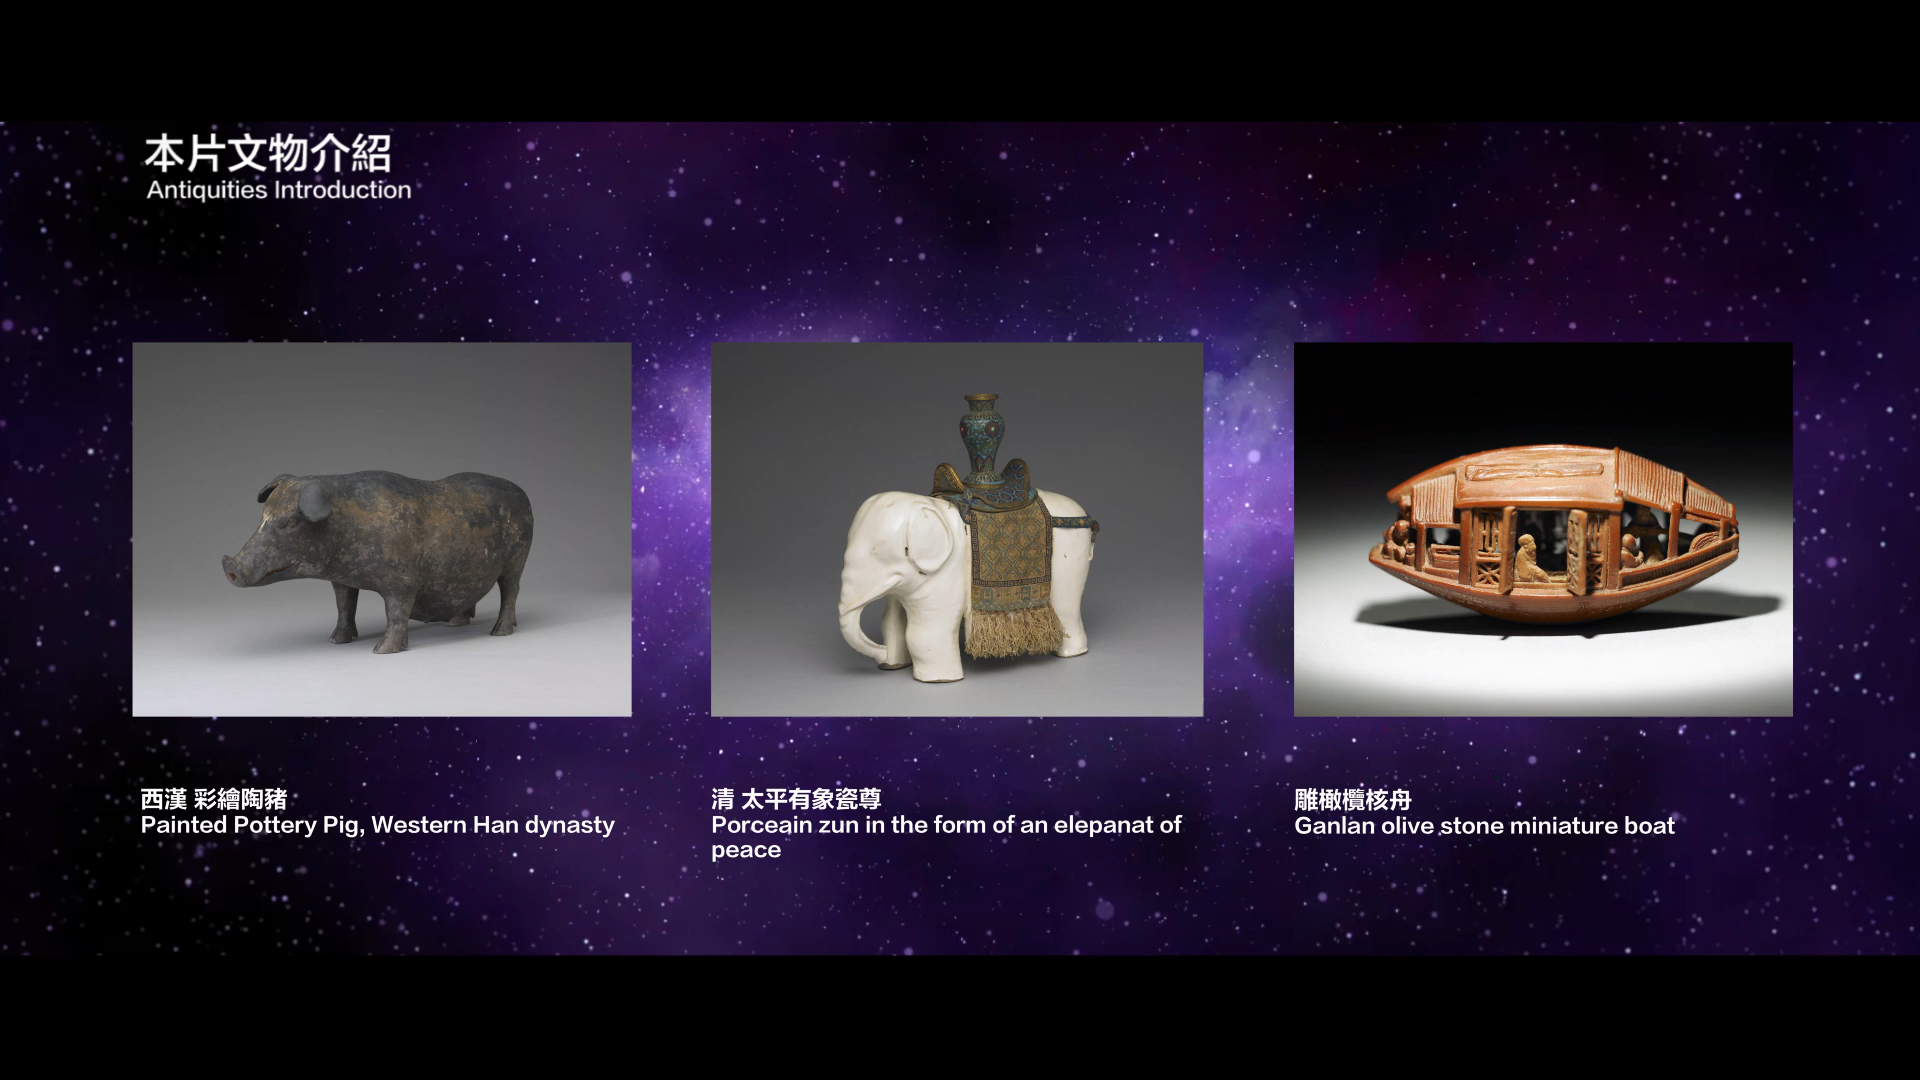 本片文物介紹
Antiquities Introduction
西漢 彩繪陶豬
Painted Pottery Pig, Western Han dynasty
清 太平有象瓷尊
Porceain zun in the form of an elepanat of
peace
雕橄欖核舟
Ganlan olive stone miniature boat